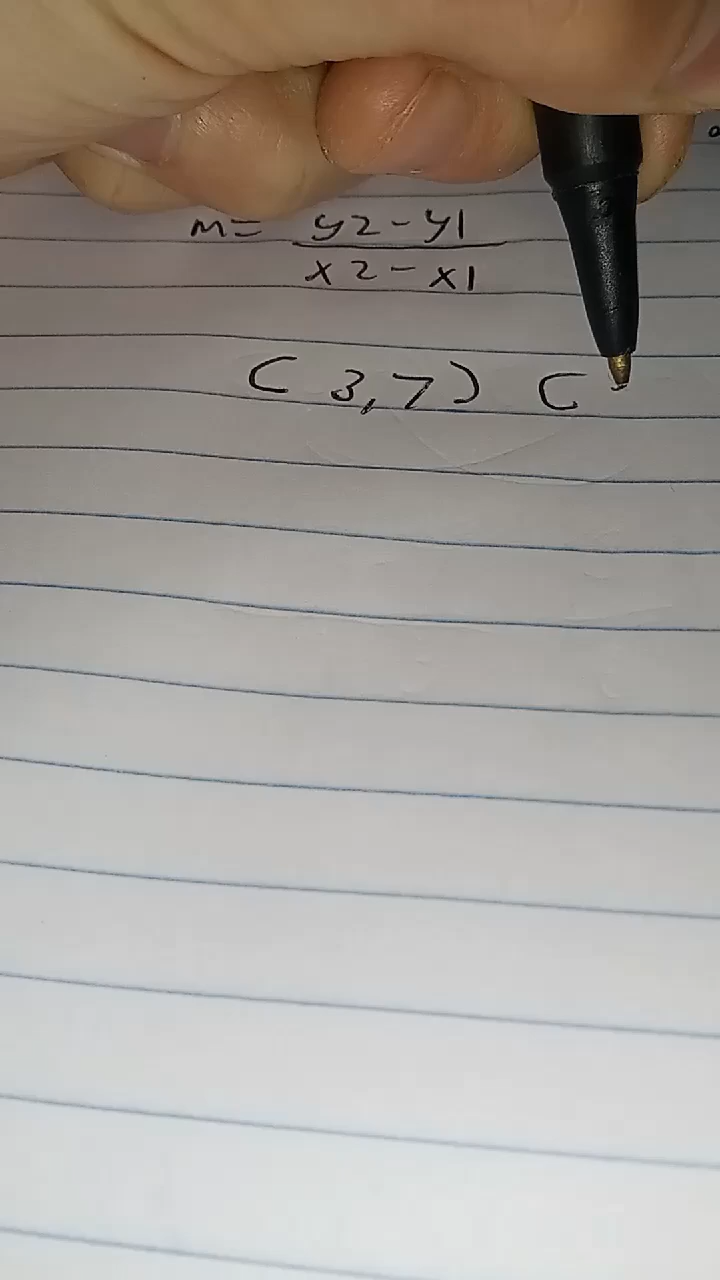 m= y2-y1
x2-x1
(3,7) (